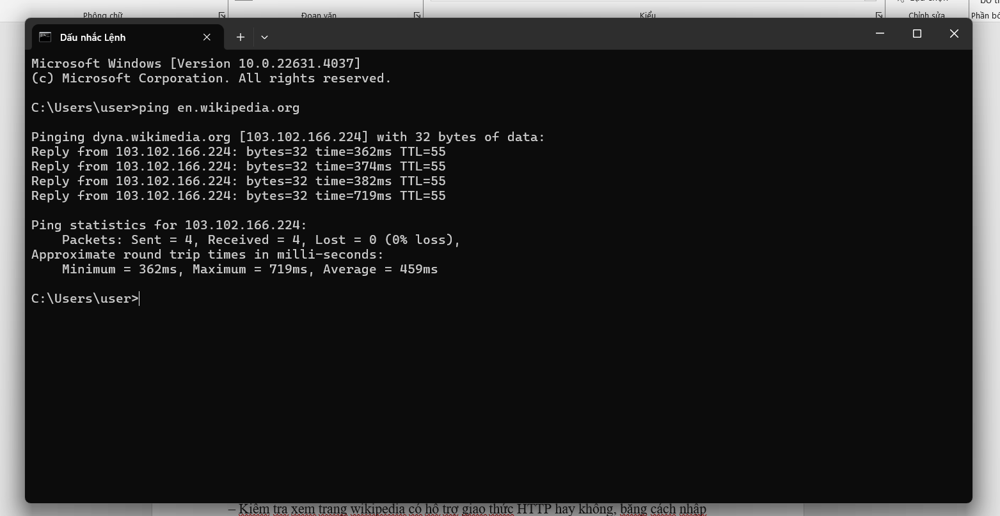 Phông chữ Đoạn văn Kiểu Chỉnh sửa Phần bổ
Dấu nhắc Lệnh
Microsoft Windows [Version 10.0.22631.4037]
(c) Microsoft Corporation. All rights reserved.
C:\Users\user>ping en.wikipedia.org
Pinging dyna.wikimedia.org [103.102.166.224] with 32 bytes of data:
Reply from 103.102.166.224: bytes=32 time=362ms TTL=55
Reply from 103.102.166.224: bytes=32 time=374ms TTL=55
Reply from 103.102.166.224: bytes=32 time=382ms TTL=55
Reply from 103.102.166.224: bytes=32 time=719ms TTL=55
Ping statistics for 103.102.166.224:
    Packets: Sent = 4, Received = 4, Lost = 0 (0% loss),
Approximate round trip times in milli-seconds:
    Minimum = 362ms, Maximum = 719ms, Average = 459ms
C:\Users\user>
– Kiểm tra xem trang wikipedia có hỗ trợ giao thức HTTP hay không, bằng cách nhập